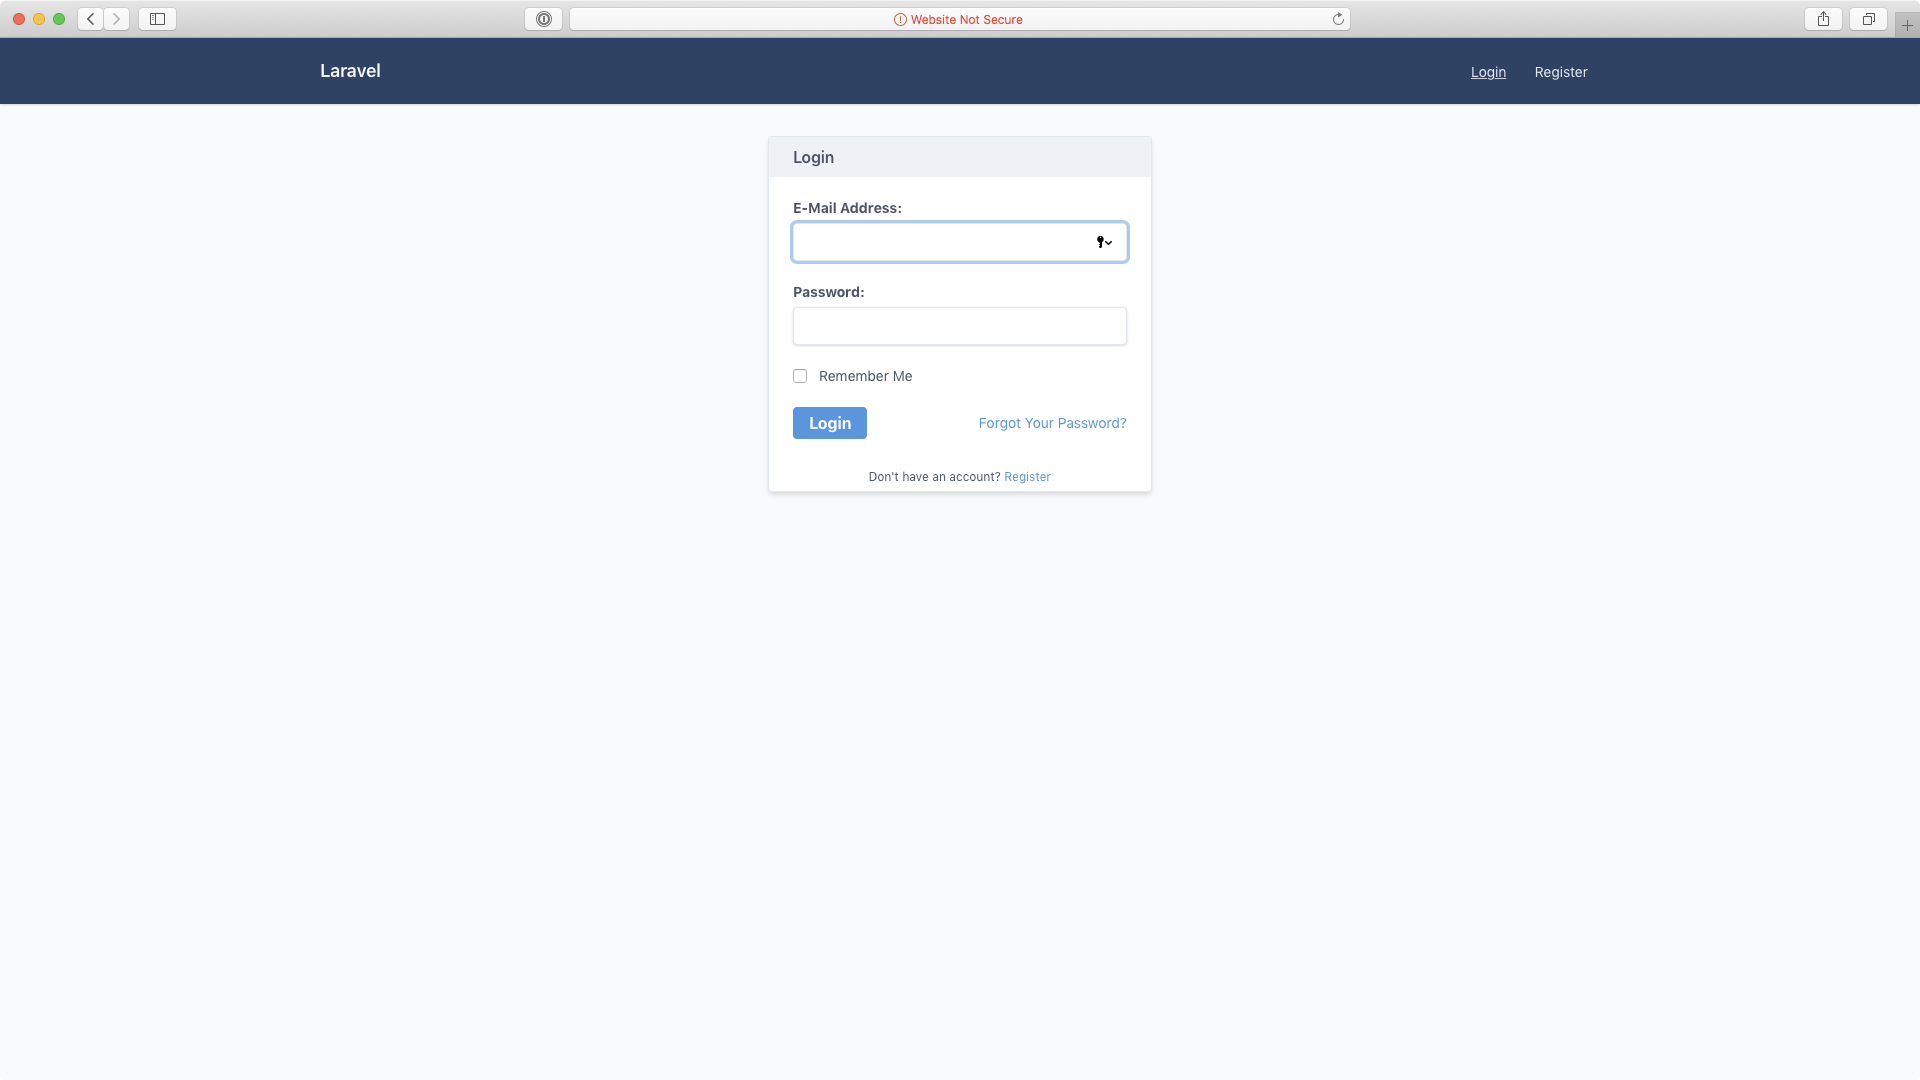 Website Not Secure
Laravel
Login Register
Login
E-Mail Address:
Password:
Remember Me
Login Forgot Your Password?
Don't have an account? Register